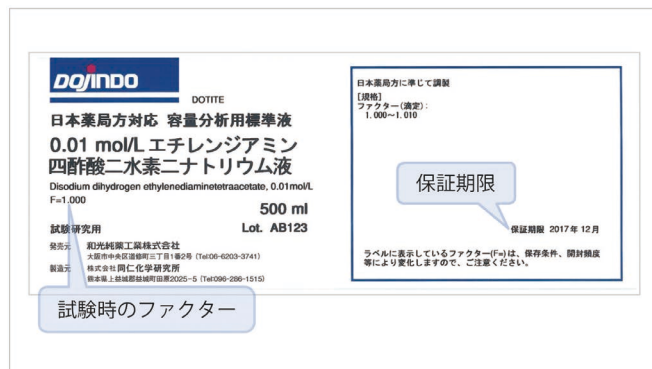 DOJINDO
DOTITE
日本薬局方対応 容量分析用標準液
0.01 mol/L エチレンジアミン
四酢酸二水素二ナトリウム液
Disodium dihydrogen ethylenediaminetetraacetate, 0.01mol/L
F=1.000
500 ml
試験研究用
Lot. AB123
発売元 和光純薬工業株式会社
大阪市中央区道修町三丁目1番2号 (Tel:06-6203-3741)
製造元 株式会社同仁化学研究所
熊本県上益城郡益城町田原2025-5 (Tel:096-286-1515)
試験時のファクター
日本薬局方に準じて調製
[規格]
ファクター(滴定):
1.000~1.010
保証期限
保証期限 2017年12月
ラベルに表示しているファクター(F=)は、保存条件、開封頻度
等により変化しますので、ご注意ください。